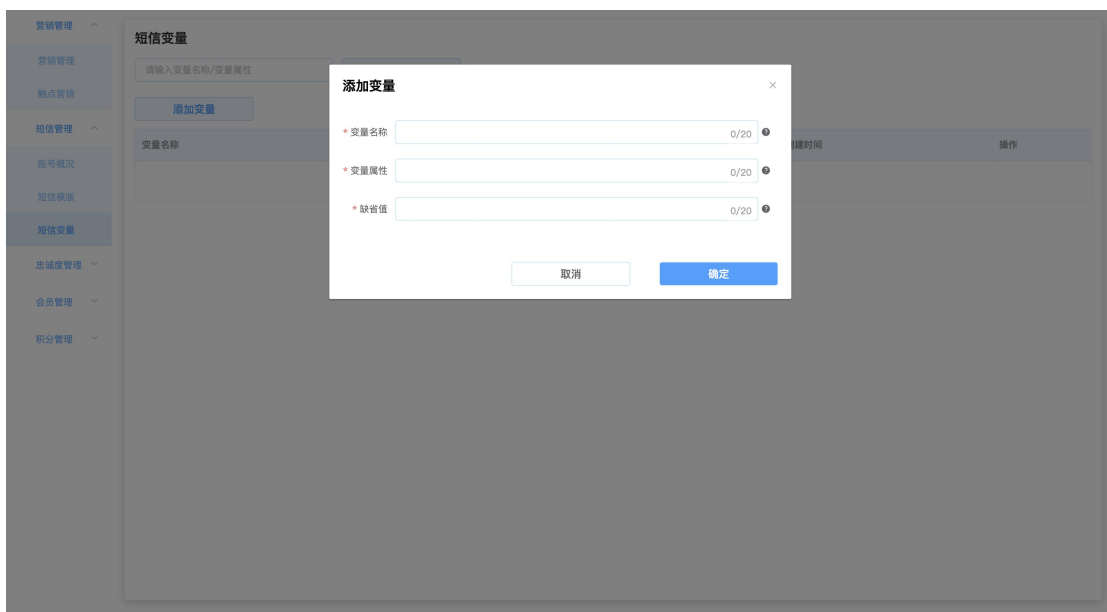 营销管理
营销管理
触点营销
短信管理
账号概况
短信模版
短信变量
忠诚度管理
会员管理
积分管理
短信变量
请输入变量名称/变量属性
添加变量
变量名称
创建时间
操作
添加变量
* 变量名称
0/20
* 变量属性
0/20
* 缺省值
0/20
取消
确定